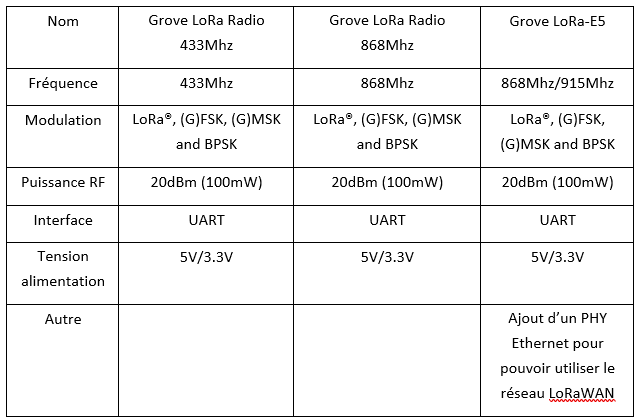 Nom
Grove LoRa Radio
433Mhz
Grove LoRa Radio
868Mhz
Grove LoRa-E5
Fréquence
433Mhz
868Mhz
868Mhz/915Mhz
Modulation
LoRa®, (G)FSK, (G)MSK
and BPSK
LoRa®, (G)FSK, (G)MSK
and BPSK
LoRa®, (G)FSK,
(G)MSK and BPSK
Puissance RF
20dBm (100mW)
20dBm (100mW)
20dBm (100mW)
Interface
UART
UART
UART
Tension
alimentation
5V/3.3V
5V/3.3V
5V/3.3V
Autre
Ajout d’un PHY
Ethernet pour
pouvoir utiliser le
réseau LoRaWAN